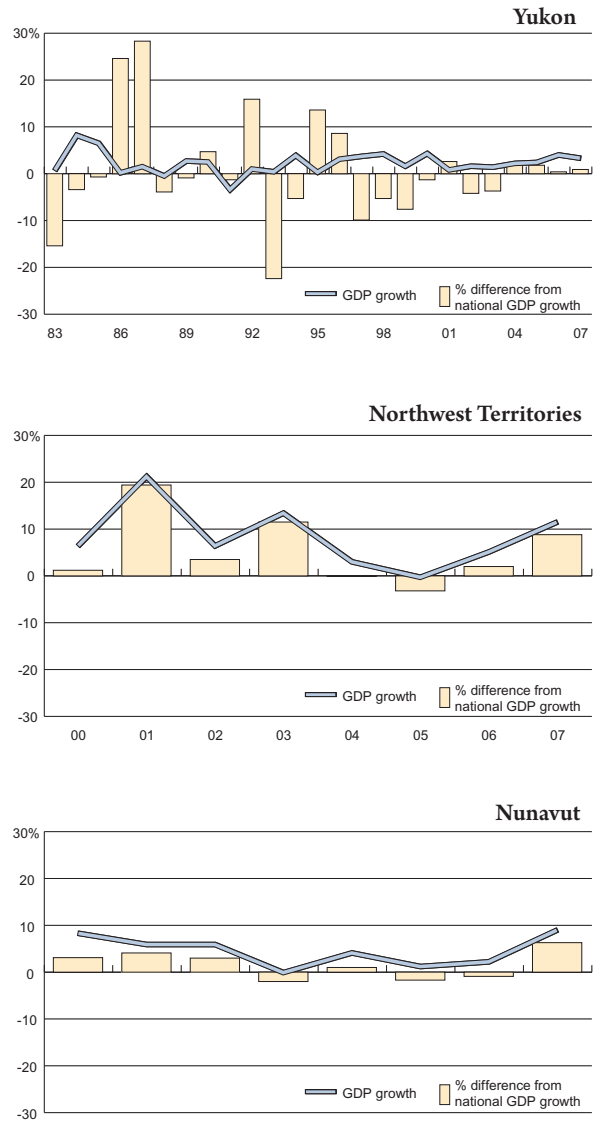 Yukon
30%
20
10
0
-10
-20
-30
GDP growth
% difference from
national GDP growth
83 86 89 92 95 98 01 04 07
Northwest Territories
30%
20
10
0
-10
-20
-30
GDP growth
% difference from
national GDP growth
00 01 02 03 04 05 06 07
Nunavut
30%
20
10
0
-10
-20
-30
GDP growth
% difference from
national GDP growth